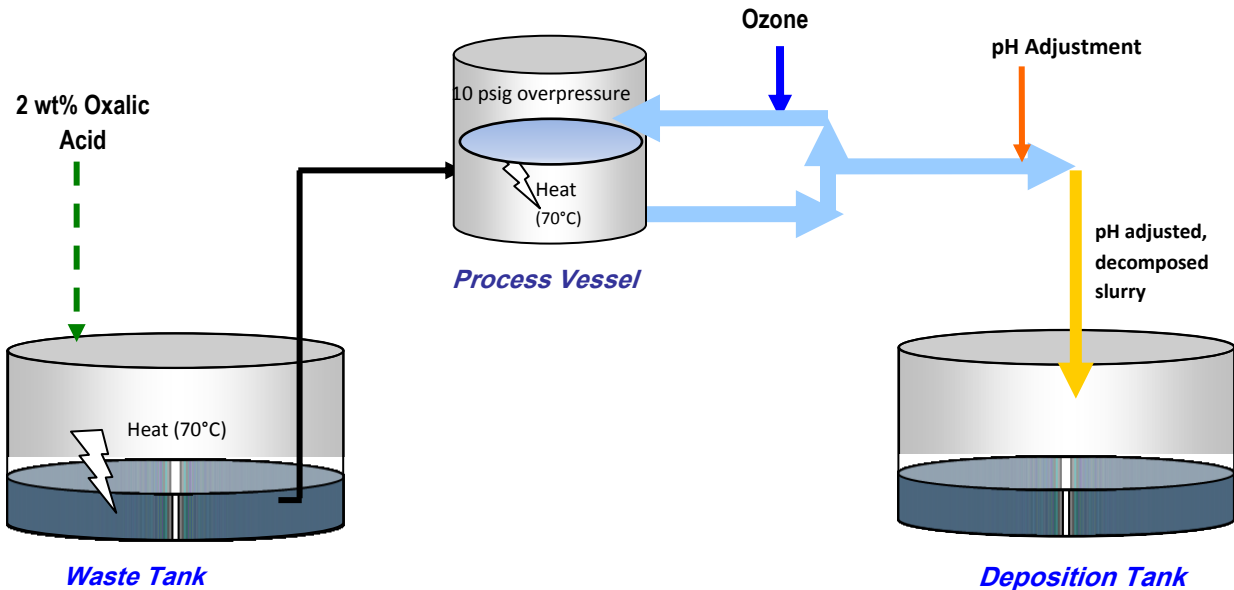 Ozone
pH Adjustment
10 psig overpressure
2 wt% Oxalic
Acid
Heat
(70°C)
pH adjusted,
decomposed
slurry
Process Vessel
Heat (70°C)
Waste Tank
Deposition Tank